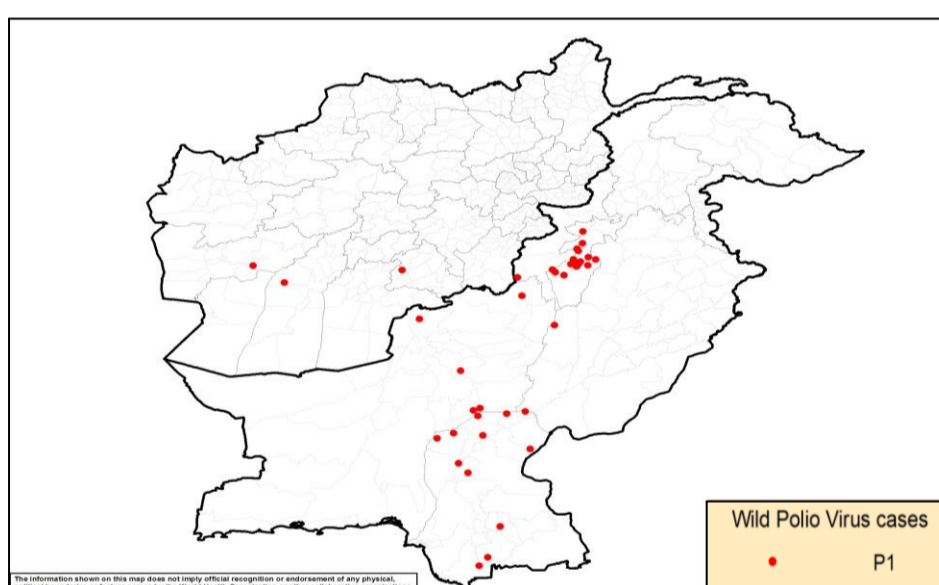 Wild Polio Virus cases
P1
The information shown on this map does not imply official recognition or endorsement of any physical,